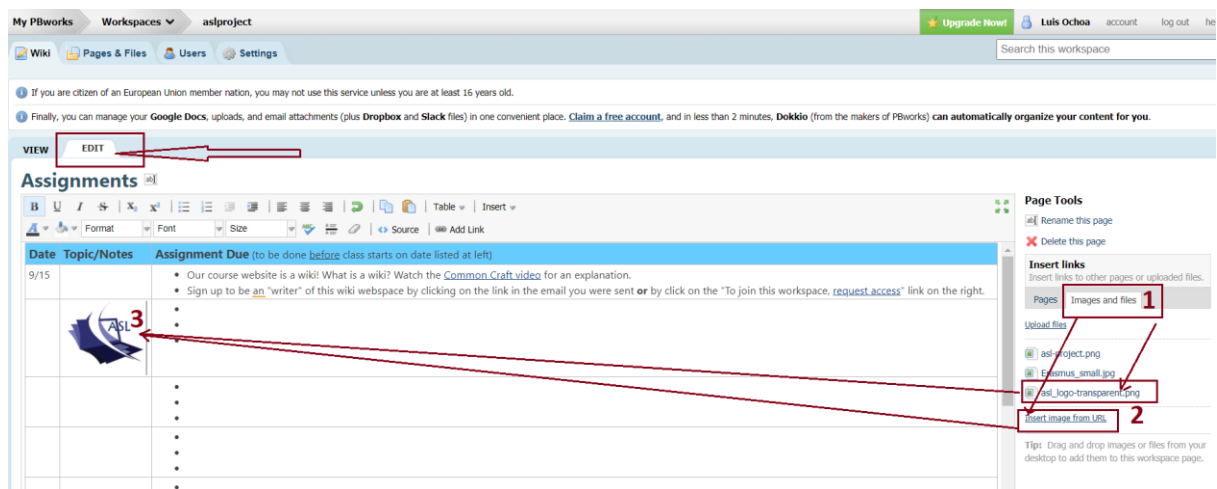 My PBworks Workspaces aslproject Upgrade Now! Luis Ochoa account log out he
Wiki Pages & Files Users Settings Search this workspace
If you are citizen of an European Union member nation, you may not use this service unless you are at least 16 years old.
Finally, you can manage your Google Docs, uploads, and email attachments (plus Dropbox and Slack files) in one convenient place. Claim a free account, and in less than 2 minutes, Dokkio (from the makers of PBworks) can automatically organize your content for you.
VIEW EDIT
Assignments
B U I S X₂ x² Table Insert
A Format Font Size ABC Source Add Link
Date Topic/Notes Assignment Due (to be done before class starts on date listed at left)
9/15 • Our course website is a wiki! What is a wiki? Watch the Common Craft video for an explanation.
• Sign up to be an "writer" of this wiki webspace by clicking on the link in the email you were sent or by click on the "To join this workspace, request access" link on the right.
ASL 3
Page Tools
Rename this page
Delete this page
Insert links
Insert links to other pages or uploaded files.
Pages Images and files 1
Upload files
asl-project.png
Erasmus_small.jpg
asl_logo-transparent.png
Insert image from URL 2
Tip: Drag and drop images or files from your
desktop to add them to this workspace page.